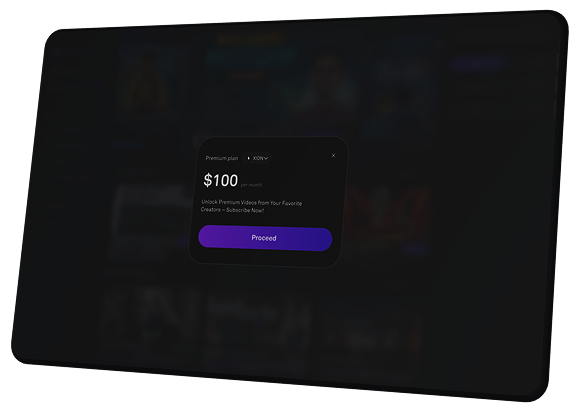 Premium plan XION
$100 per month
Unlock Premium Videos from Your Favorite
Creators – Subscribe Now!
Proceed